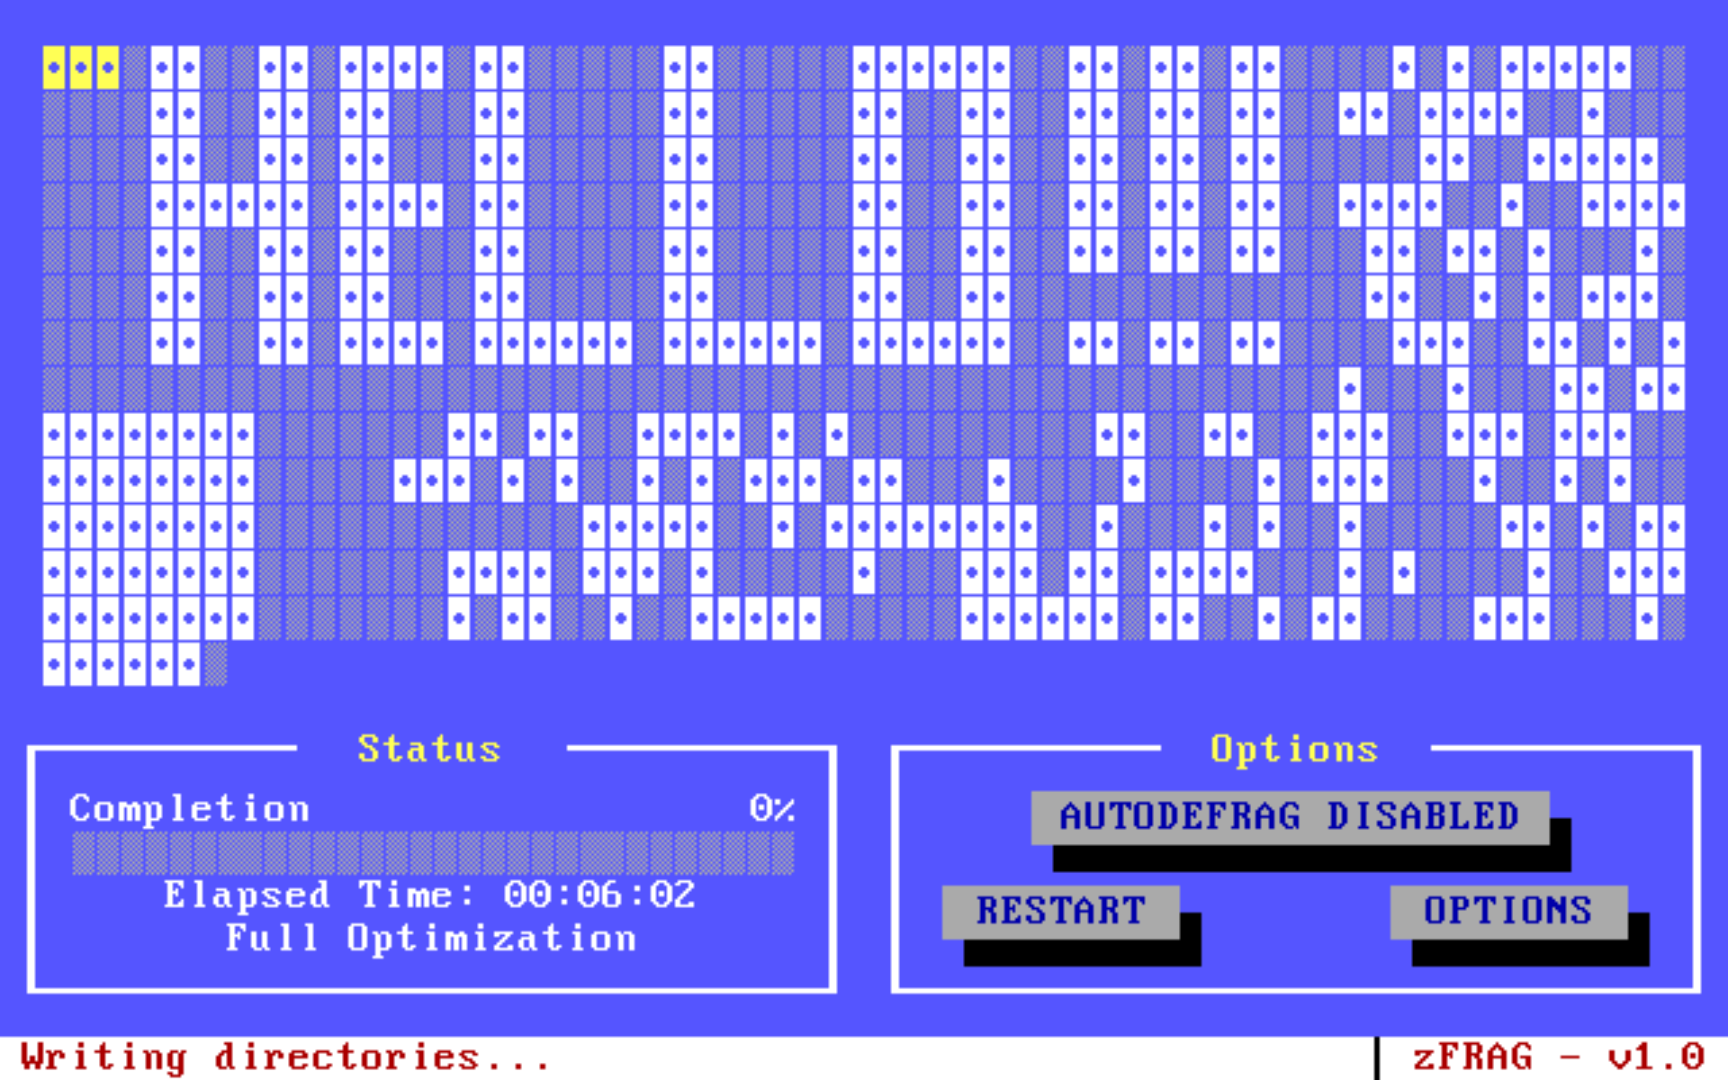 HELLO!!!
Status
Completion 0%
Elapsed Time: 00:06:02
Full Optimization
Options
AUTODEFRAG DISABLED
RESTART OPTIONS
Writing directories... zFRAG - v1.0